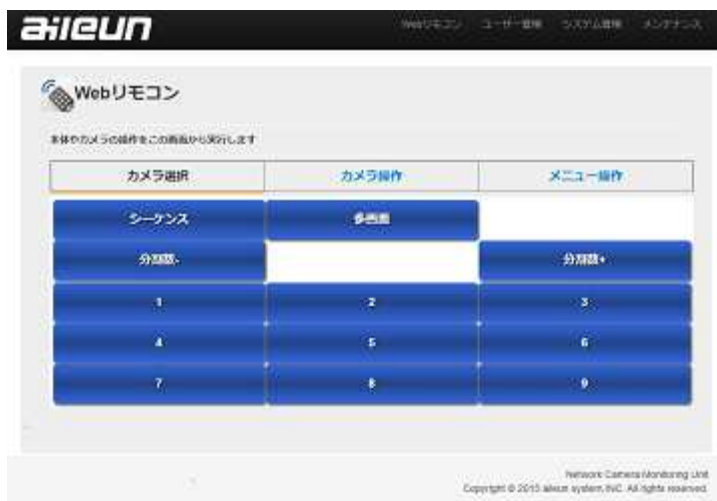 aileun
Webリモコン ユーザー管理 システム管理 メンテナンス
Webリモコン
本体やカメラの操作をこの画面から実行します
カメラ選択 カメラ操作 メニュー操作
シーケンス 多画面
分割数- 分割数+
1 2 3
4 5 6
7 8 9
Network Camera Monitoring Unit
Copyright © 2015 aileun system, INC. All rights reserved.